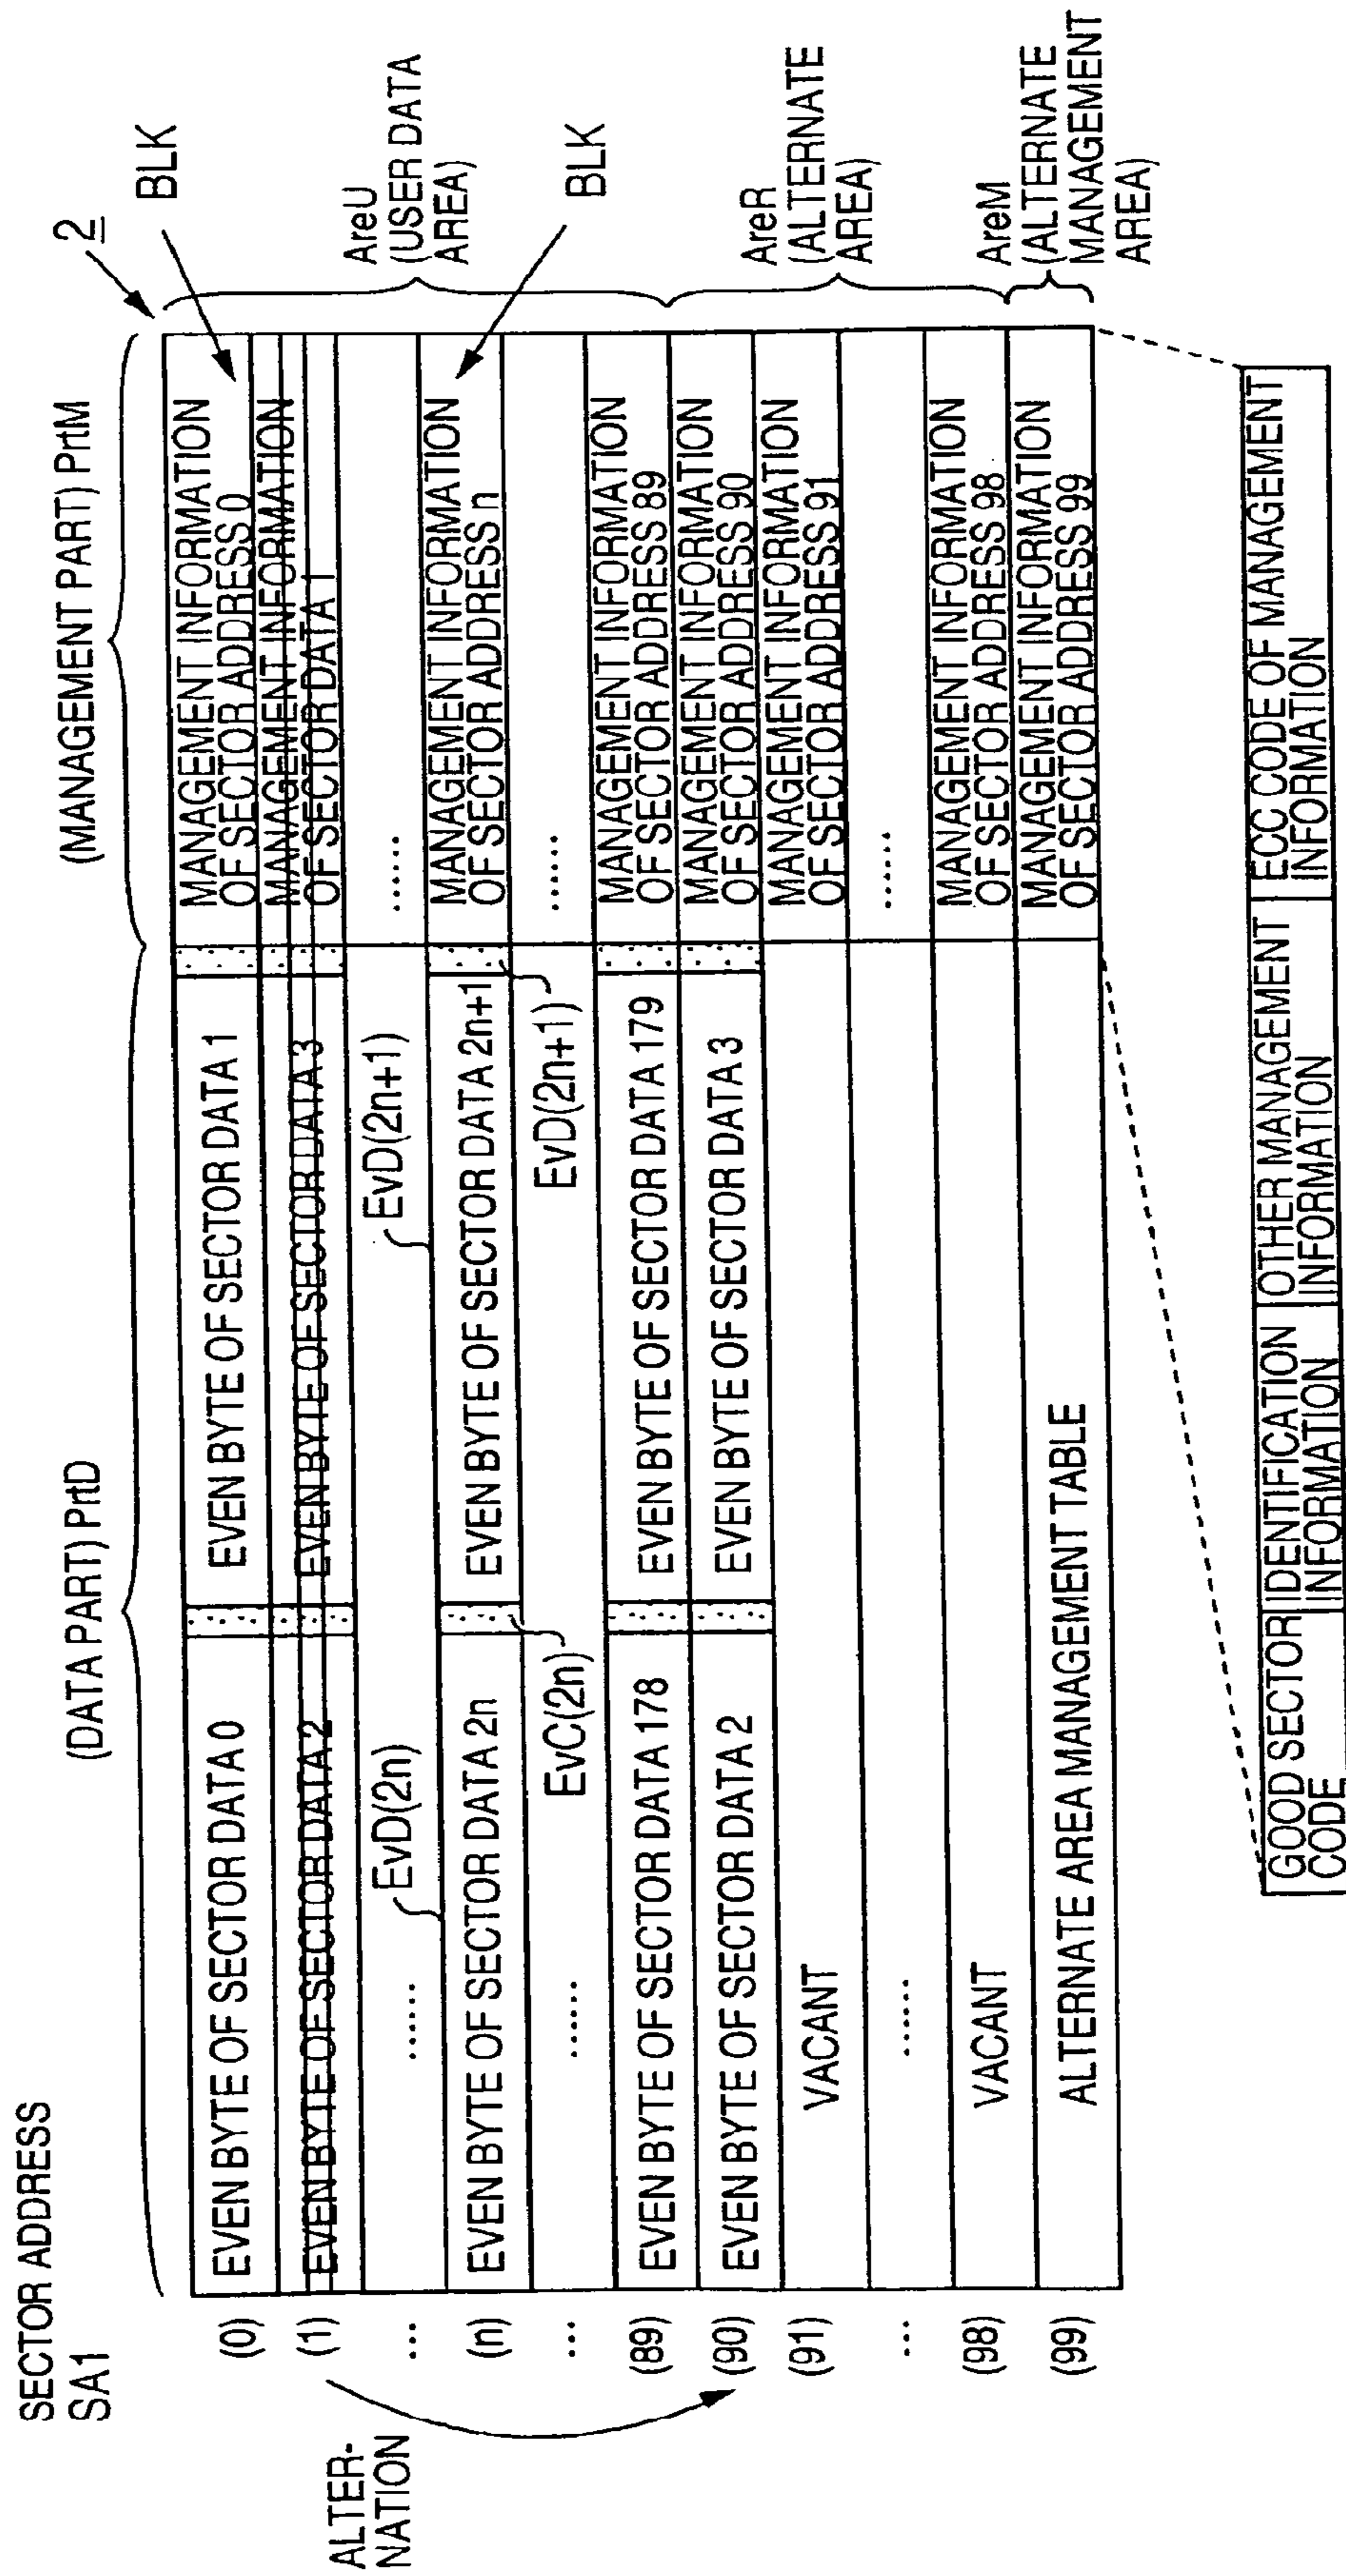 SECTOR ADDRESS
SA1
(DATA PART) PrtD
(MANAGEMENT PART) PrtM
2
BLK
(0)
EVEN BYTE OF SECTOR DATA 0
EVEN BYTE OF SECTOR DATA 1
MANAGEMENT INFORMATION
OF SECTOR ADDRESS 0
(1)
EVEN BYTE OF SECTOR DATA 2
EVEN BYTE OF SECTOR DATA 3
MANAGEMENT INFORMATION
OF SECTOR DATA 1
...
......
EvD(2n)
EvD(2n+1)
.....
AreU
(USER DATA
AREA)
(n)
EVEN BYTE OF SECTOR DATA 2n
EVEN BYTE OF SECTOR DATA 2n+1
MANAGEMENT INFORMATION
OF SECTOR ADDRESS n
...
......
EvC(2n)
EvD(2n+1)
......
BLK
(89)
EVEN BYTE OF SECTOR DATA 178
EVEN BYTE OF SECTOR DATA 179
MANAGEMENT INFORMATION
OF SECTOR ADDRESS 89
(90)
EVEN BYTE OF SECTOR DATA 2
EVEN BYTE OF SECTOR DATA 3
MANAGEMENT INFORMATION
OF SECTOR ADDRESS 90
(91)
VACANT
MANAGEMENT INFORMATION
OF SECTOR ADDRESS 91
AreR
(ALTERNATE
AREA)
...
......
.....
(98)
VACANT
MANAGEMENT INFORMATION
OF SECTOR ADDRESS 98
(99)
ALTERNATE AREA MANAGEMENT TABLE
MANAGEMENT INFORMATION
OF SECTOR ADDRESS 99
AreM
(ALTERNATE
MANAGEMENT
AREA)
ALTER-
NATION
GOOD SECTOR
CODE
IDENTIFICATION
INFORMATION
OTHER MANAGEMENT
INFORMATION
ECC CODE OF MANAGEMENT
INFORMATION